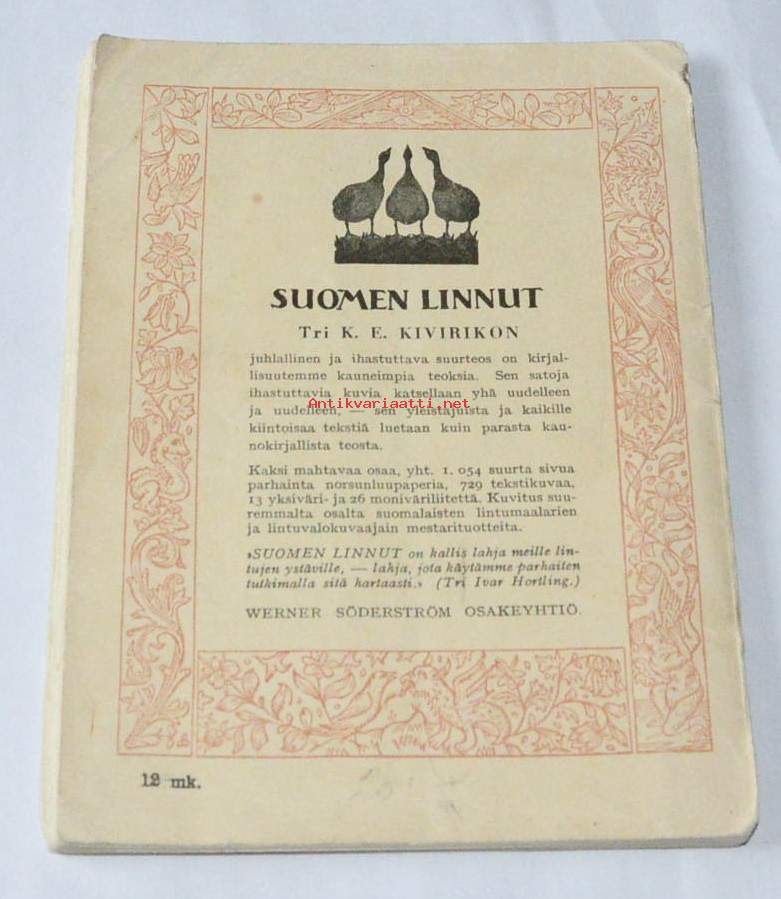 SUOMEN LINNUT
Tri K. E. KIVIRIKON
juhlallinen ja ihastuttava suurteos on kirjal-
lisuutemme kauneimpia teoksia. Sen satoja
ihastuttavia kuvia katsellaan yhä uudelleen
Antikvariaatti.net
ja uudelleen, — sen yleistajuista ja kaikille
kiintoisaa tekstiä luetaan kuin parasta kau-
nokirjallista teosta.
Kaksi mahtavaa osaa, yht. 1.054 suurta sivua
parhainta norsunluupaperia, 729 tekstikuvaa,
13 yksiväri- ja 26 moniväriliitettä. Kuvitus suu-
remmalta osalta suomalaisten lintumaalarien
ja lintuvalokuvaajain mestarituotteita.
»SUOMEN LINNUT on kallis lahja meille lin-
tujen ystäville, — lahja, jota käytämme parhaiten
tutkimalla sitä hartaasti.» (Tri Ivar Hortling.)
WERNER SÖDERSTRÖM OSAKEYHTIÖ.
12 mk.